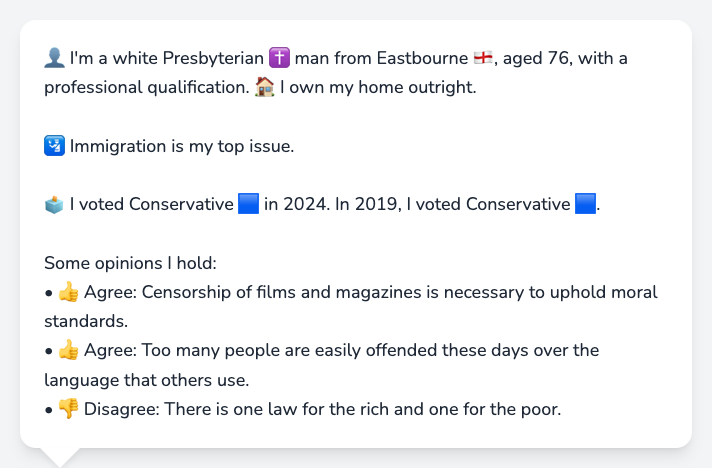 👤 I'm a white Presbyterian ✝️ man from Eastbourne 🏴󠁧󠁢󠁥󠁮󠁧󠁿, aged 76, with a
professional qualification. 🏠 I own my home outright.
🛂 Immigration is my top issue.
🗳️ I voted Conservative 🟦 in 2024. In 2019, I voted Conservative 🟦.
Some opinions I hold:
• 👍 Agree: Censorship of films and magazines is necessary to uphold moral
standards.
• 👍 Agree: Too many people are easily offended these days over the
language that others use.
• 👎 Disagree: There is one law for the rich and one for the poor.